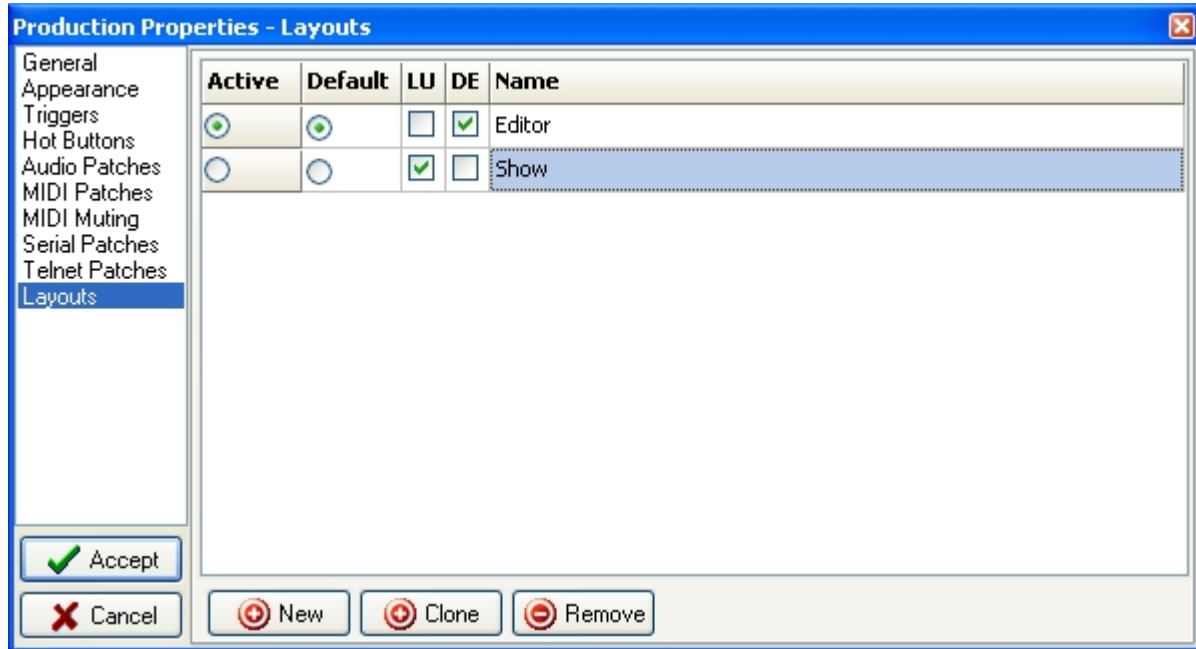 Production Properties - Layouts
General
Appearance
Triggers
Hot Buttons
Audio Patches
MIDI Patches
MIDI Muting
Serial Patches
Telnet Patches
Layouts
Active Default LU DE Name
Editor
Show
Accept
Cancel
New Clone Remove